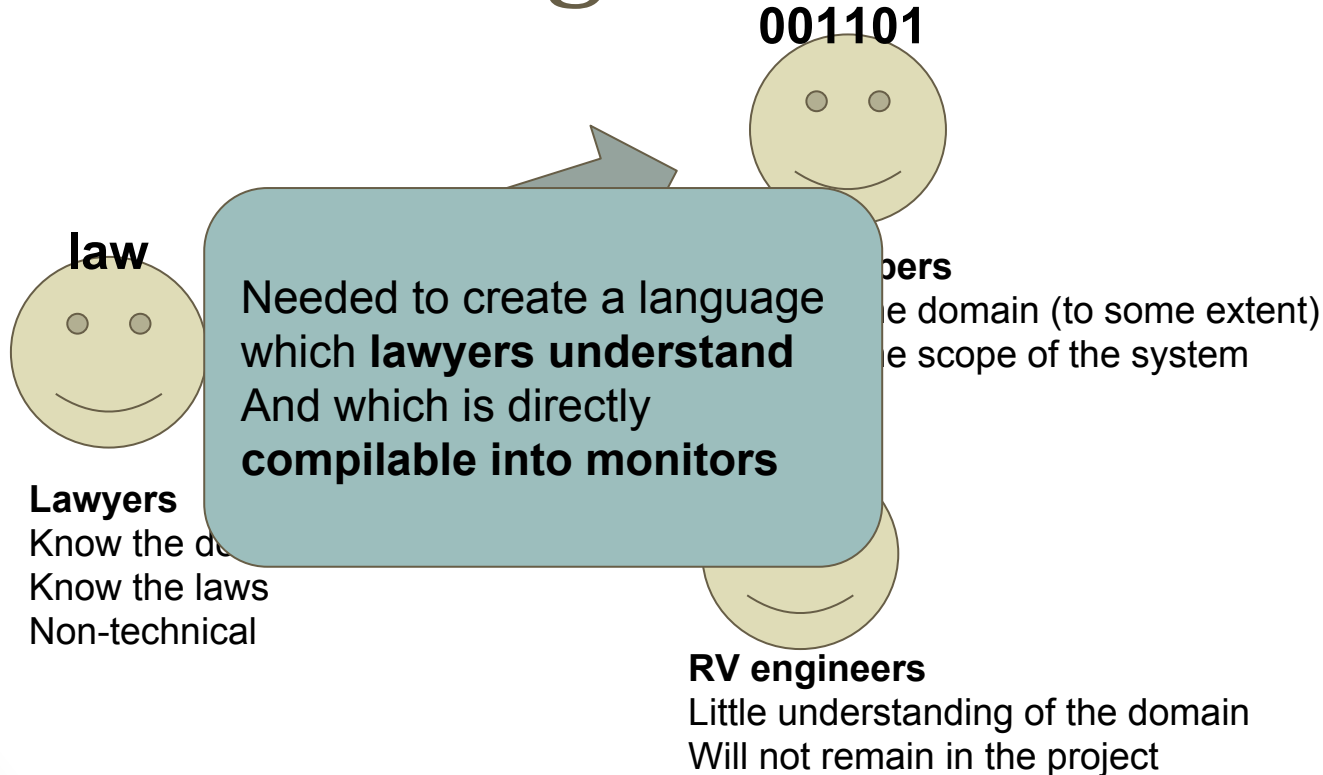 001101
law
Needed to create a language
which lawyers understand
And which is directly
compilable into monitors
domain (to some extent)
scope of the system
Lawyers
Know the
Know the laws
Non-technical
RV engineers
Little understanding of the domain
Will not remain in the project